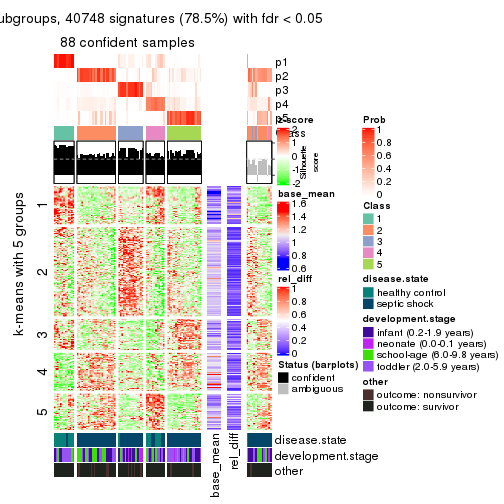 ubgroups, 40748 signatures (78.5%) with fdr < 0.05
88 confident samples
p1
p2
p3
p4
p5
Class
k-means with 5 groups
1
2
3
4
5
z-score
2
1
0
-1
-2
Silhouette
score
base_mean
1.6
1.4
1.2
1
0.8
0.6
rel_diff
1
0.8
0.6
0.4
0.2
0
Status (barplots)
confident
ambiguous
Prob
1
0.8
0.6
0.4
0.2
0
Class
1
2
3
4
5
disease.state
healthy control
septic shock
development.stage
infant (0.2-1.9 years)
neonate (0.0-0.1 years)
school-age (6.0-9.8 years)
toddler (2.0-5.9 years)
other
outcome: nonsurvivor
outcome: survivor
disease.state
development.stage
other
base_mean
rel_diff